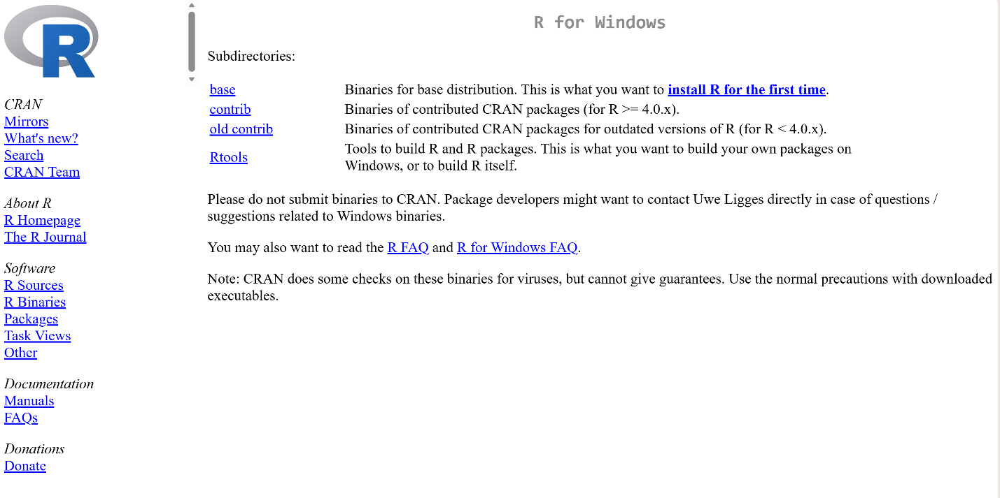 R
CRAN
Mirrors
What's new?
Search
CRAN Team
About R
R Homepage
The R Journal
Software
R Sources
R Binaries
Packages
Task Views
Other
Documentation
Manuals
FAQs
Donations
Donate
R for Windows
Subdirectories:
base Binaries for base distribution. This is what you want to install R for the first time.
contrib Binaries of contributed CRAN packages (for R >= 4.0.x).
old contrib Binaries of contributed CRAN packages for outdated versions of R (for R < 4.0.x).
Rtools Tools to build R and R packages. This is what you want to build your own packages on
Windows, or to build R itself.
Please do not submit binaries to CRAN. Package developers might want to contact Uwe Ligges directly in case of questions /
suggestions related to Windows binaries.
You may also want to read the R FAQ and R for Windows FAQ.
Note: CRAN does some checks on these binaries for viruses, but cannot give guarantees. Use the normal precautions with downloaded
executables.